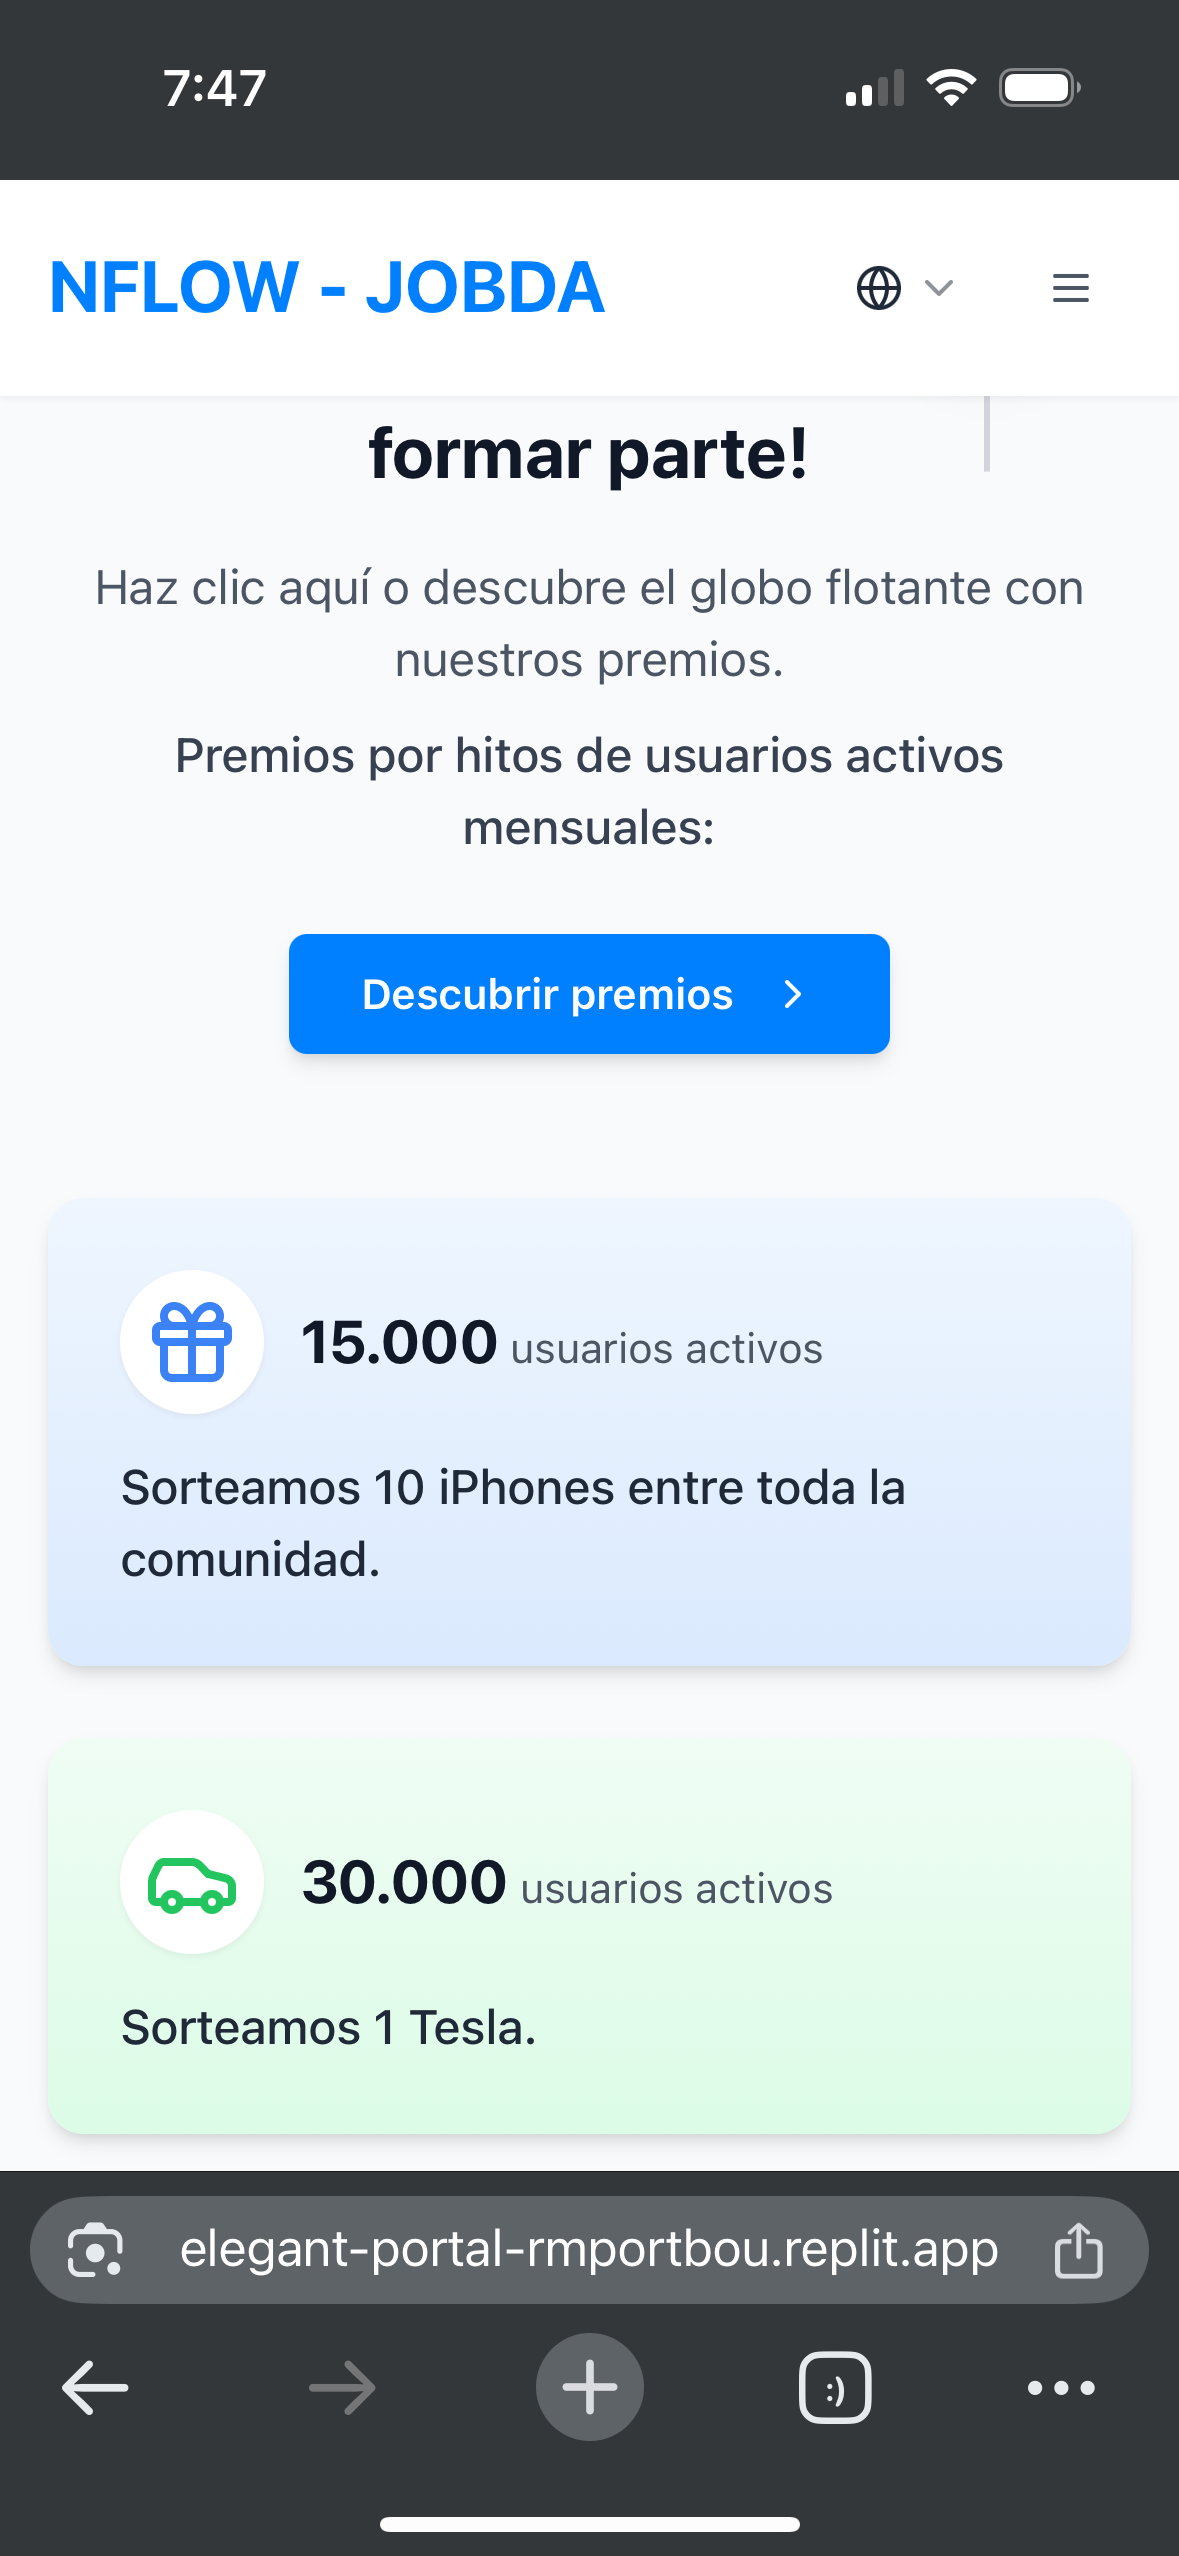 7:47
NFLOW - JOBDA
formar parte!
Haz clic aquí o descubre el globo flotante con
nuestros premios.
Premios por hitos de usuarios activos
mensuales:
Descubrir premios
15.000 usuarios activos
Sorteamos 10 iPhones entre toda la
comunidad.
30.000 usuarios activos
Sorteamos 1 Tesla.
elegant-portal-rmportbou.replit.app
:)